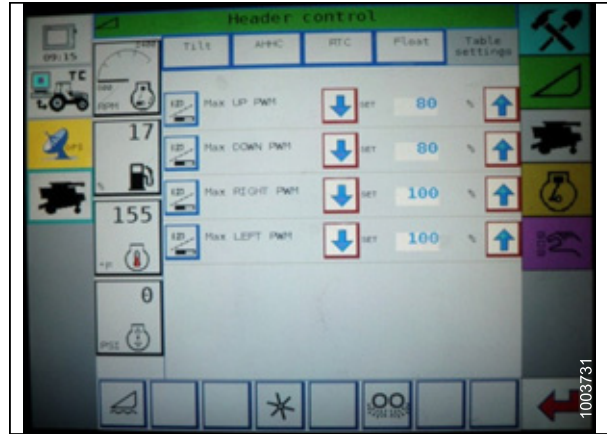 Header control
Tilt
AHHC
RTC
Float
Table settings
09:15
TC
GPS
RPM
Max UP PWM
SET
80
%
17
%
Max DOWN PWM
SET
80
%
Max RIGHT PWM
SET
100
%
155
°F
Max LEFT PWM
SET
100
%
0
PSI
1003731